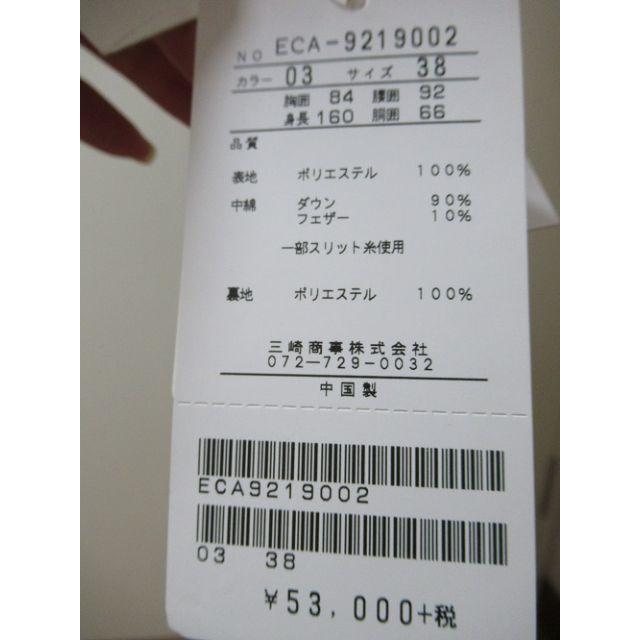 NO ECA-9219002
カラー 03 サイズ 38
胸囲 84 腰囲 92
身長 160 胴囲 66
品質
表地 ポリエステル 100%
中綿 ダウン 90%
フェザー 10%
一部スリット糸使用
裏地 ポリエステル 100%
三崎商事株式会社
072-729-0032
中国製
ECA9219002
03 38
¥53,000+税